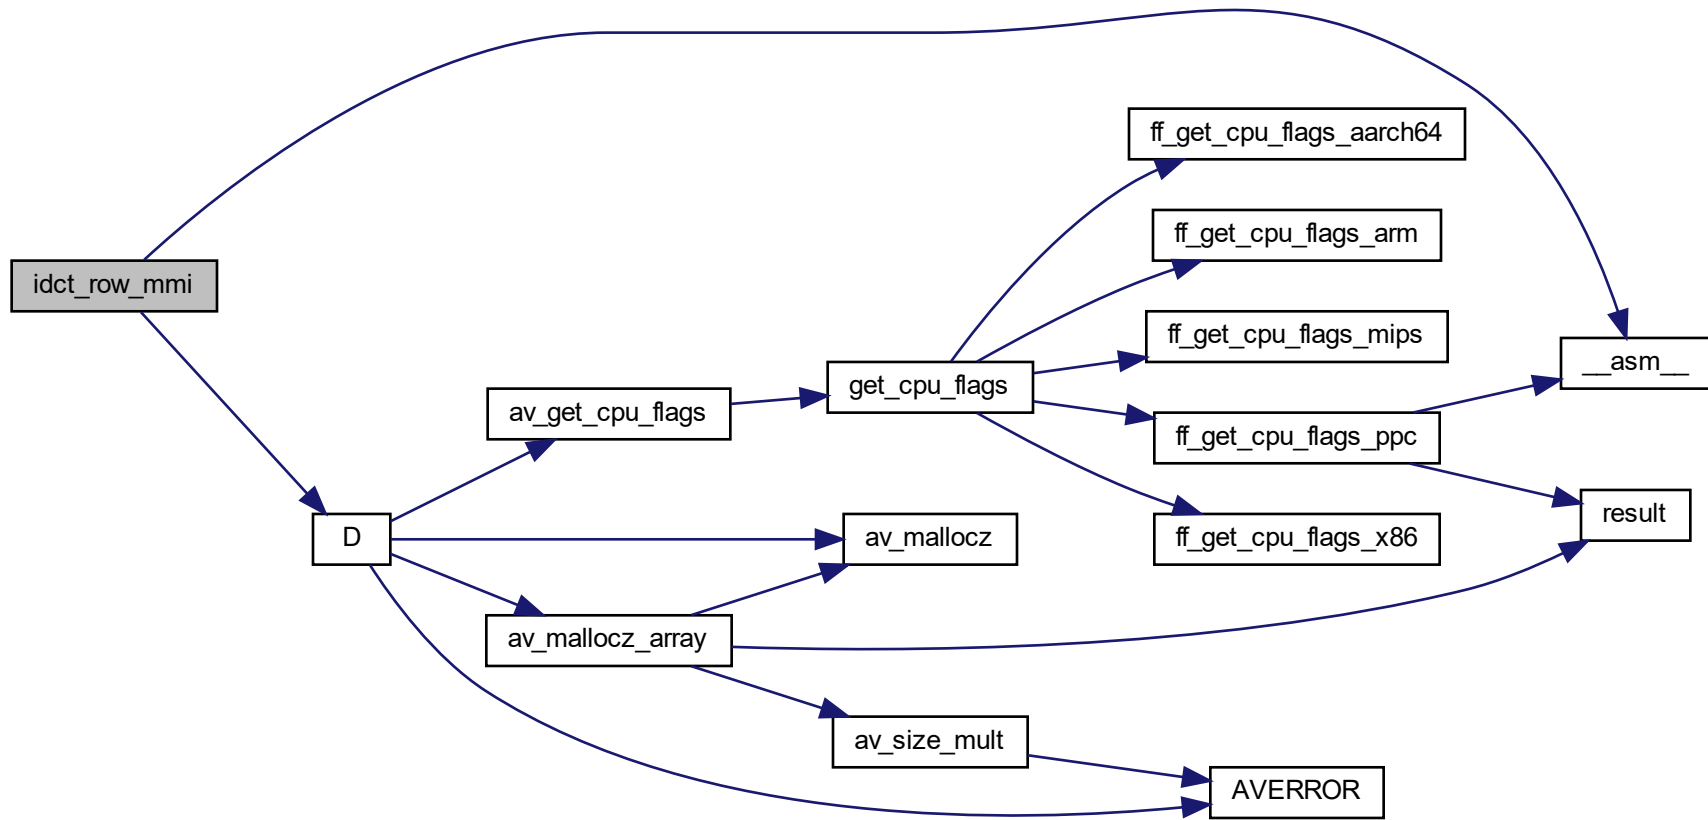 ff_get_cpu_flags_aarch64
ff_get_cpu_flags_arm
idct_row_mmi
ff_get_cpu_flags_mips
__asm__
get_cpu_flags
av_get_cpu_flags
ff_get_cpu_flags_ppc
result
D
av_mallocz
ff_get_cpu_flags_x86
av_mallocz_array
av_size_mult
AVERROR